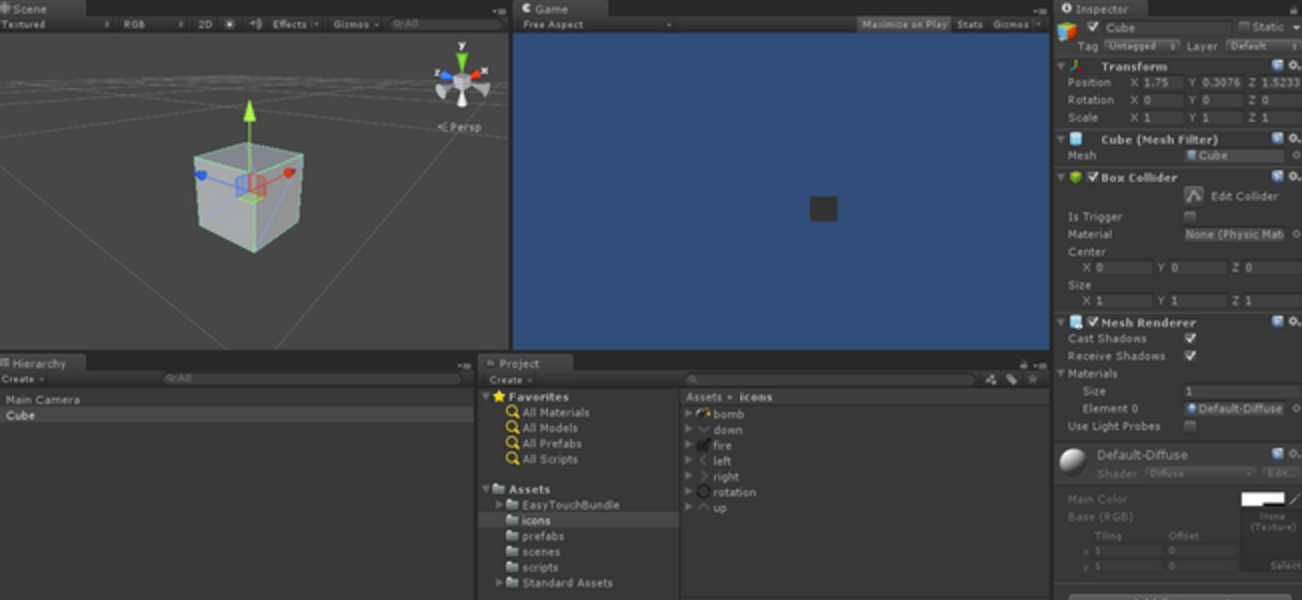 Scene
Textured RGB 2D Effects Gizmos All
y
z x
Persp
Game
Free Aspect Maximize on Play Stats Gizmos
Inspector
Cube Static
Tag Untagged Layer Default
Transform
Position X 1.75 Y 0.3076 Z 1.5233
Rotation X 0 Y 0 Z 0
Scale X 1 Y 1 Z 1
Cube (Mesh Filter)
Mesh Cube
Box Collider
Edit Collider
Is Trigger
Material None (Physic Mat
Center
X 0 Y 0 Z 0
Size
X 1 Y 1 Z 1
Mesh Renderer
Cast Shadows
Receive Shadows
Materials
Size 1
Element 0 Default-Diffuse
Use Light Probes
Default-Diffuse
Shader Diffuse Edit...
Main Color
Base (RGB) None
(Texture)
Tiling Offset
x 1 0
y 1 0
Select
Hierarchy
Create All
Main Camera
Cube
Project
Create
Favorites
All Materials
All Models
All Prefabs
All Scripts
Assets
EasyTouchBundle
icons
prefabs
scenes
scripts
Standard Assets
Assets icons
bomb
down
fire
left
right
rotation
up